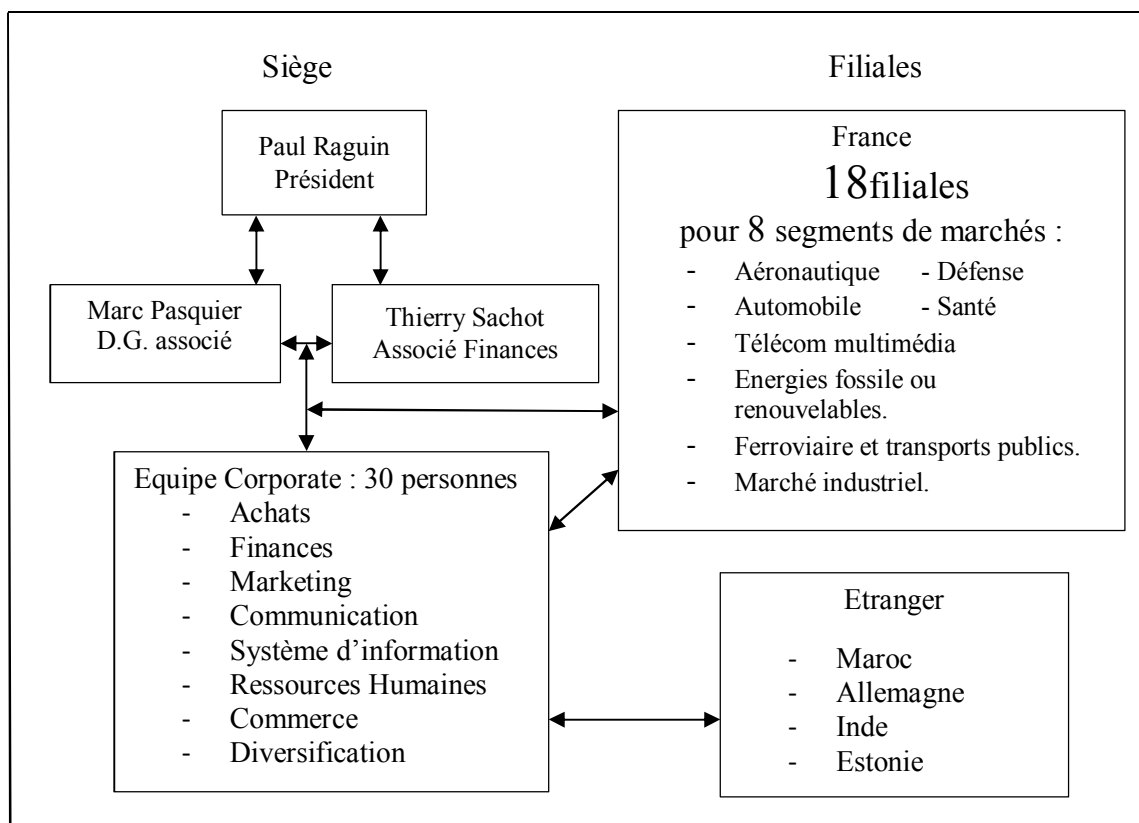 Siège
Filiales
Paul Raguin
Président
Marc Pasquier
D.G. associé
Thierry Sachot
Associé Finances
Equipe Corporate : 30 personnes
- Achats
- Finances
- Marketing
- Communication
- Système d’information
- Ressources Humaines
- Commerce
- Diversification
France
18filiales
pour 8 segments de marchés :
- Aéronautique - Défense
- Automobile - Santé
- Télécom multimédia
- Energies fossile ou
renouvelables.
- Ferroviaire et transports publics.
- Marché industriel.
Etranger
- Maroc
- Allemagne
- Inde
- Estonie